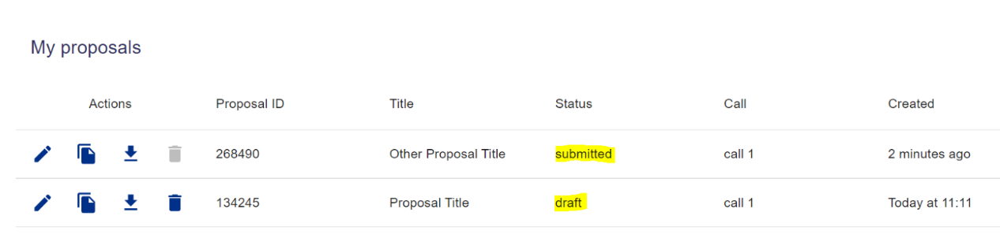 My proposals
Actions Proposal ID Title Status Call Created
268490 Other Proposal Title submitted call 1 2 minutes ago
134245 Proposal Title draft call 1 Today at 11:11